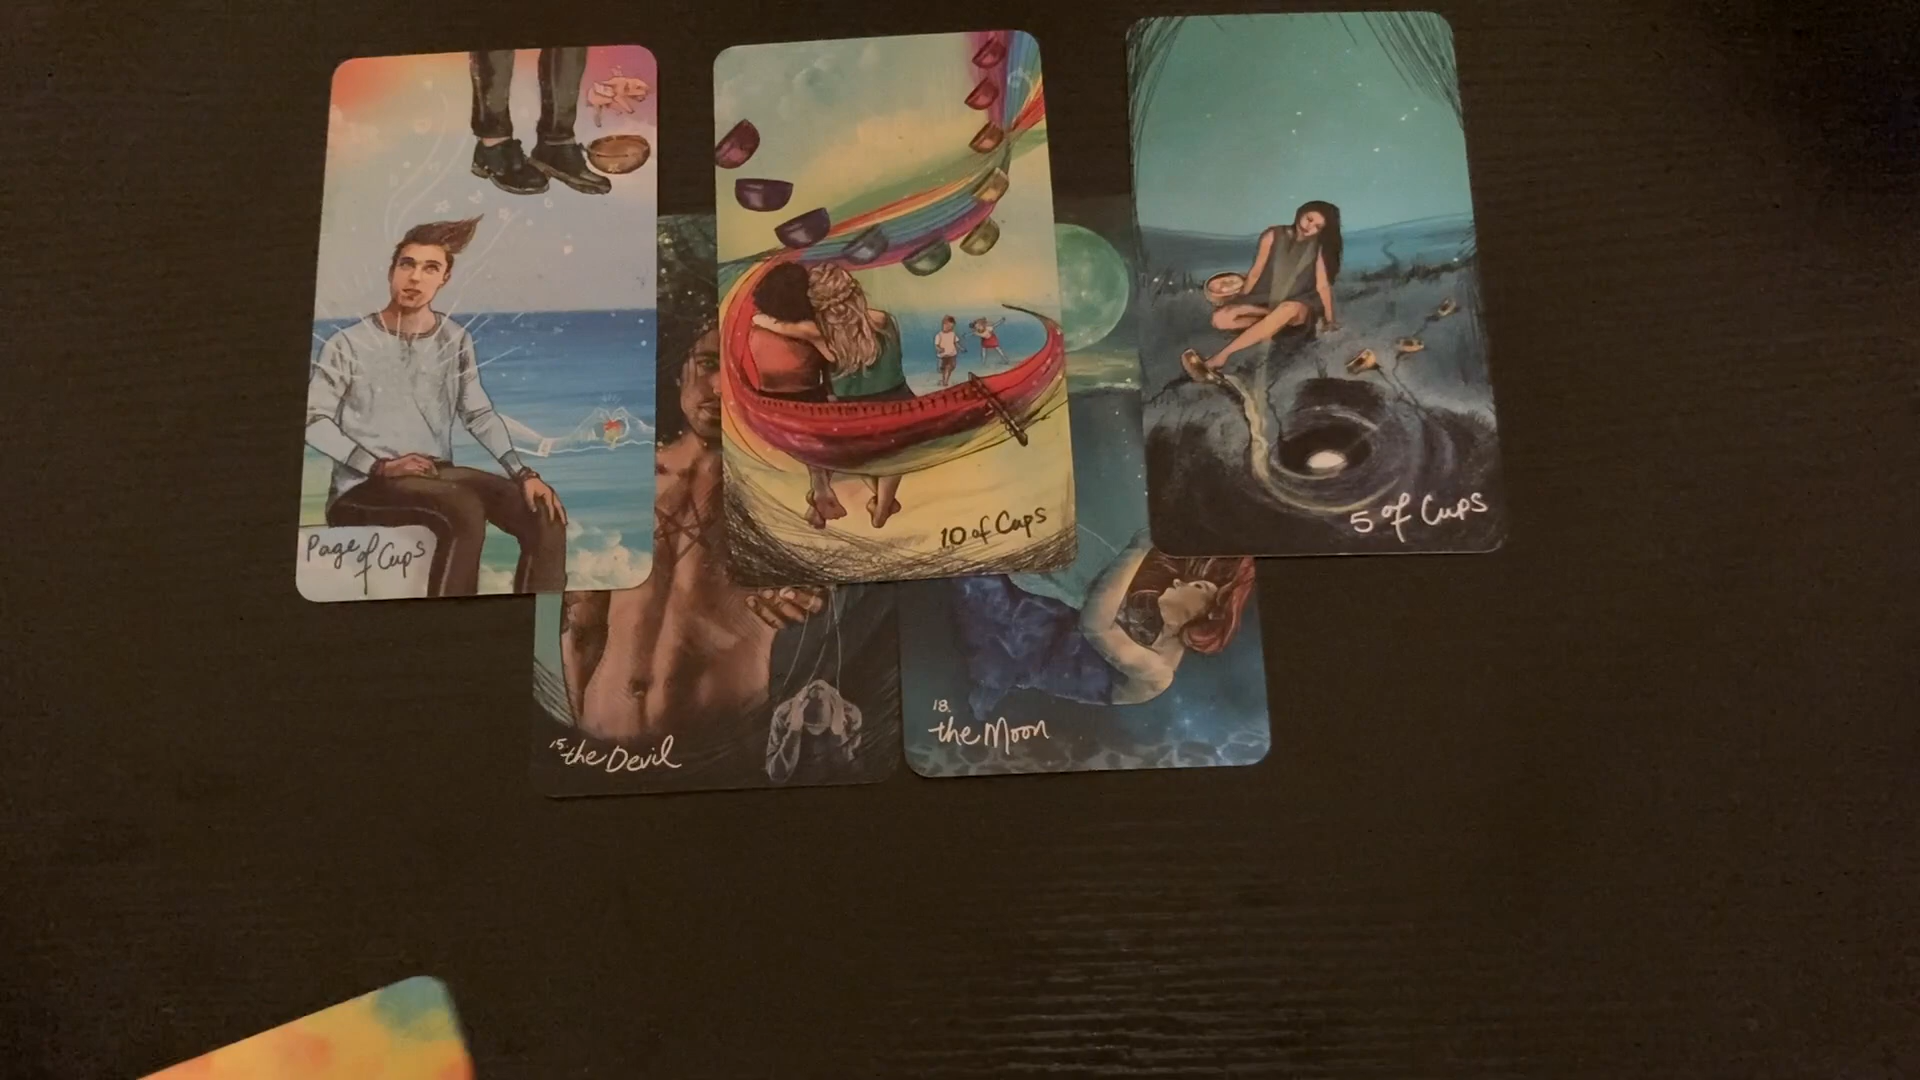 Page
of
Cups
10 of Cups
5 of Cups
15.
the Devil
18.
the Moon